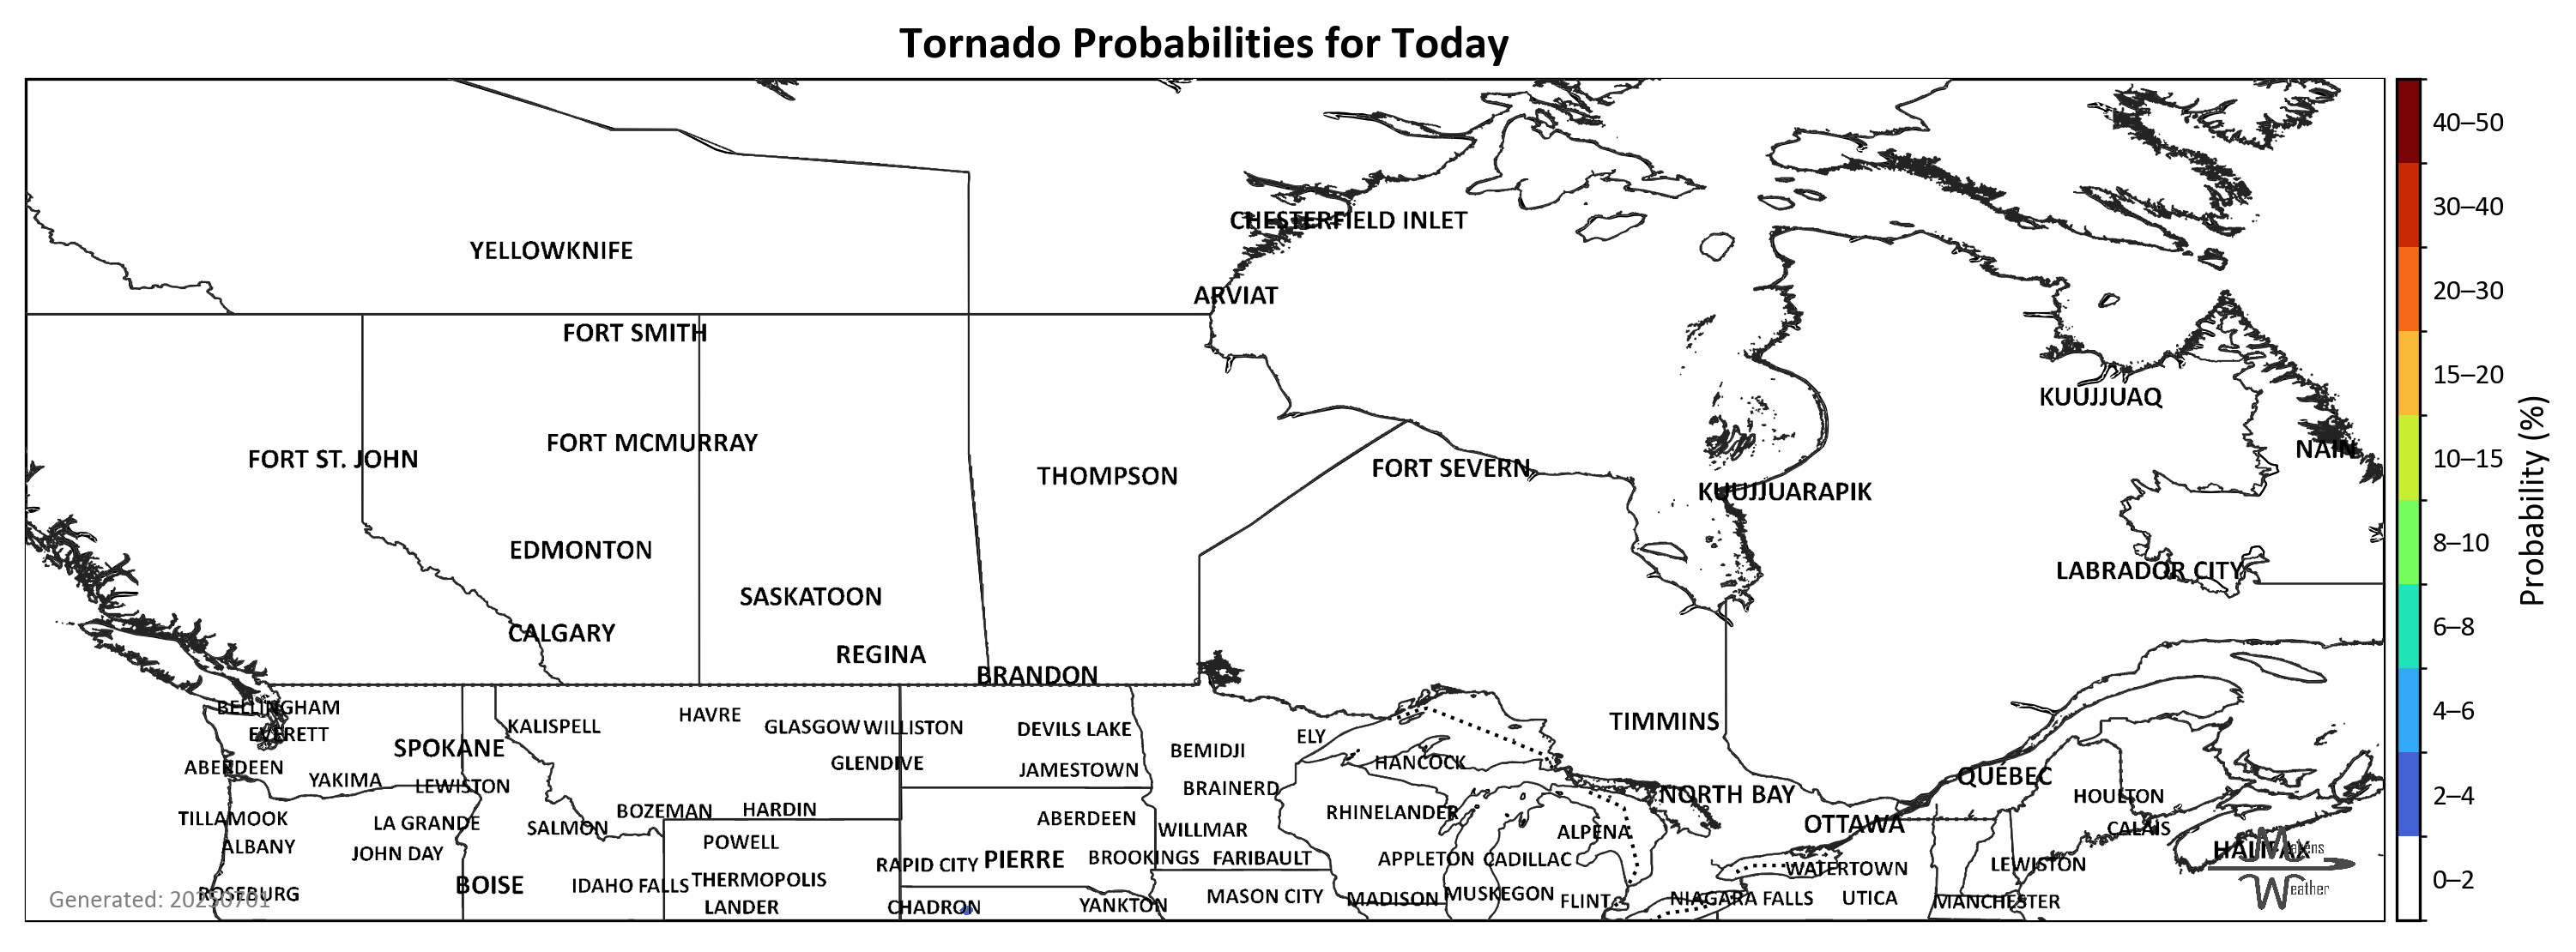 Tornado Probabilities for Today
40–50
30–40
CHESTERFIELD INLET
YELLOWKNIFE
20–30
ARVIAT
FORT SMITH
15–20
KUUJJUAQ
FORT MCMURRAY
NAIN
FORT ST. JOHN
10–15
FORT SEVERN
THOMPSON
KUUJJUARAPIK
Probability (%)
8–10
EDMONTON
LABRADOR CITY
SASKATOON
6–8
CALGARY
REGINA
BRANDON
BELLINGHAM
HAVRE
4–6
TIMMINS
KALISPELL
GLASGOW WILLISTON
DEVILS LAKE
EVERETT
ELY
SPOKANE
BEMIDJI
GLENDIVE
HANCOCK
ABERDEEN
JAMESTOWN
QUÉBEC
YAKIMA
LEWISTON
BRAINERD
NORTH BAY
HOULTON
2–4
BOZEMAN
HARDIN
RHINELANDER
TILLAMOOK
ABERDEEN
LA GRANDE
OTTAWA
SALMON
WILLMAR
CALAIS
ALPENA
POWELL
ALBANY
HALIFAX
Matens
JOHN DAY
BROOKINGS
FARIBAULT
APPLETON
CADILLAC
PIERRE
RAPID CITY
LEWISTON
WATERTOWN
THERMOPOLIS
0–2
BOISE
IDAHO FALLS
Weather
ROSEBURG
MUSKEGON
MASON CITY
NIAGARA FALLS
UTICA
MADISON
Generated: 20250701
FLINT
MANCHESTER
YANKTON
LANDER
CHADRON